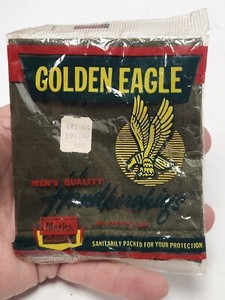 GOLDEN EAGLE
MEN'S QUALITY
Handkerchiefs
SANITARILY PACKED FOR YOUR PROTECTION